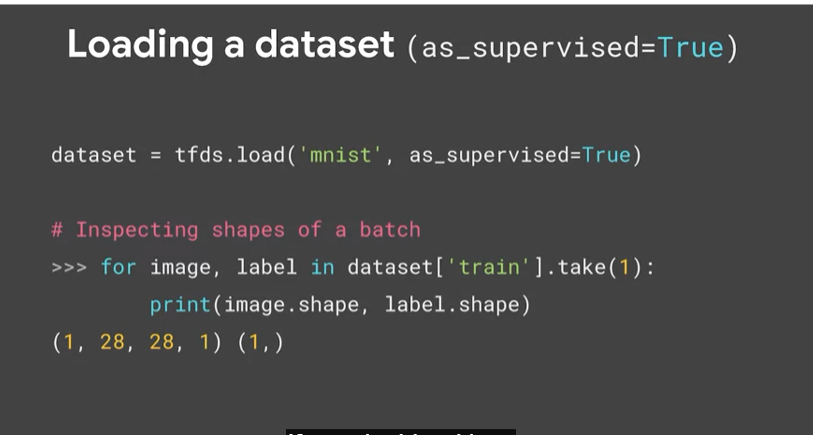 Loading a dataset (as_supervised=True)
dataset = tfds.load('mnist', as_supervised=True)
# Inspecting shapes of a batch
>>> for image, label in dataset['train'].take(1):
print(image.shape, label.shape)
(1, 28, 28, 1) (1,)